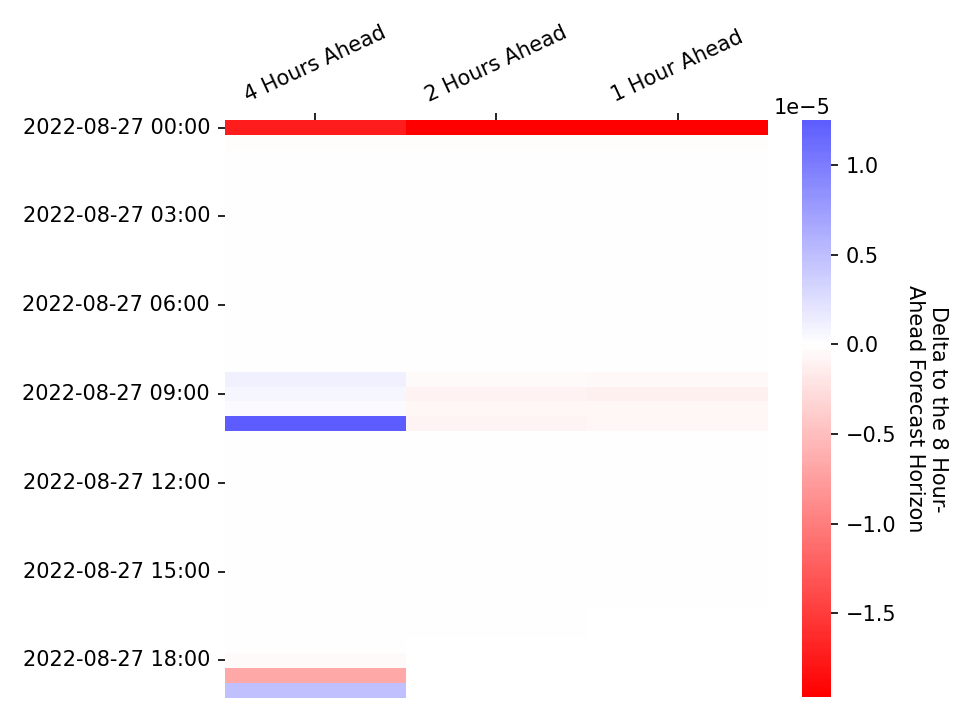 4 Hours Ahead
2 Hours Ahead
1 Hour Ahead
1e−5
2022-08-27 00:00
2022-08-27 03:00
2022-08-27 06:00
2022-08-27 09:00
2022-08-27 12:00
2022-08-27 15:00
2022-08-27 18:00
1.0
0.5
0.0
−0.5
−1.0
−1.5
Delta to the 8 Hour-
Ahead Forecast Horizon